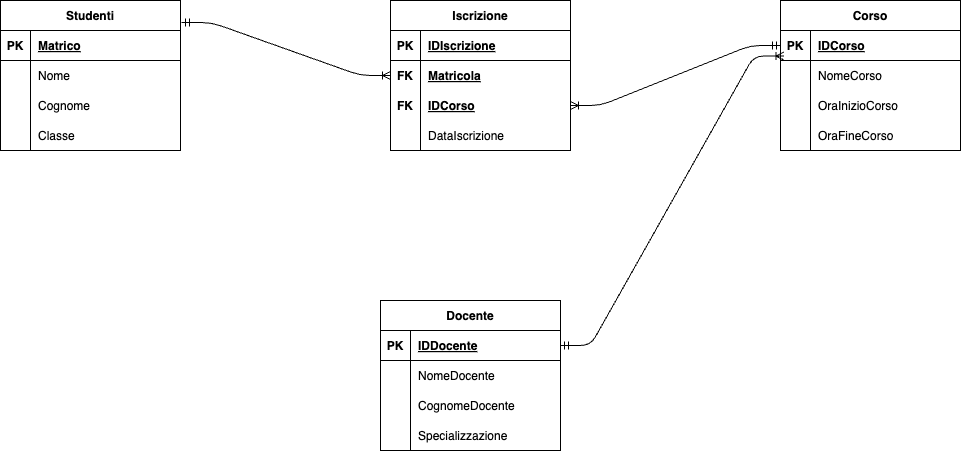 Studenti
PK Matrico
Nome
Cognome
Classe
Iscrizione
PK IDIscrizione
FK Matricola
FK IDCorso
DataIscrizione
Corso
PK IDCorso
NomeCorso
OraInizioCorso
OraFineCorso
Docente
PK IDDocente
NomeDocente
CognomeDocente
Specializzazione